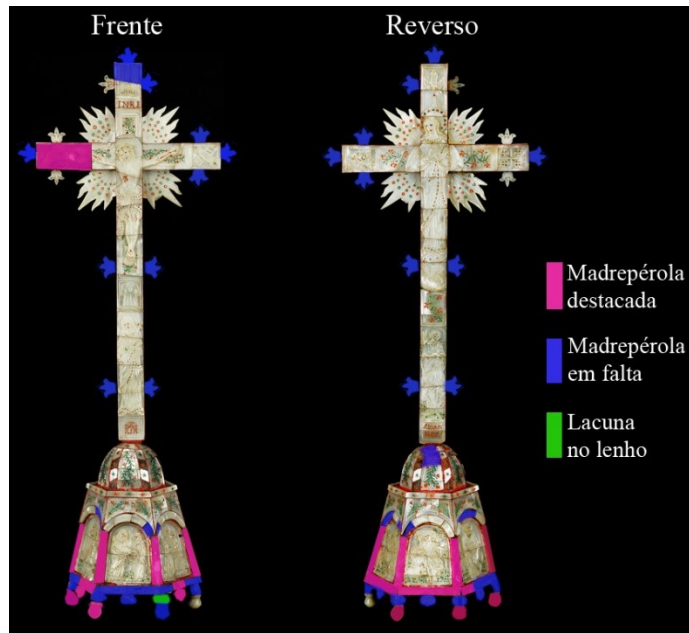 Frente
Reverso
INRI
Madrepérola
destacada
Madrepérola
em falta
Lacuna
no lenho